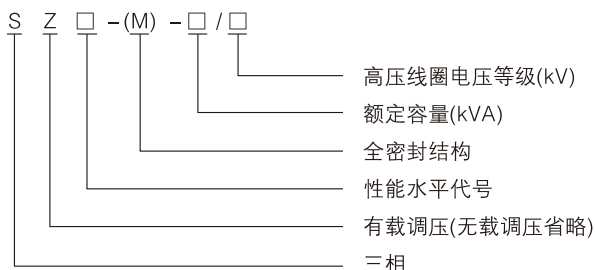 S Z □ -(M) -□ /□
高压线圈电压等级(kV)
额定容量(kVA)
全密封结构
性能水平代号
有载调压(无载调压省略)
三相